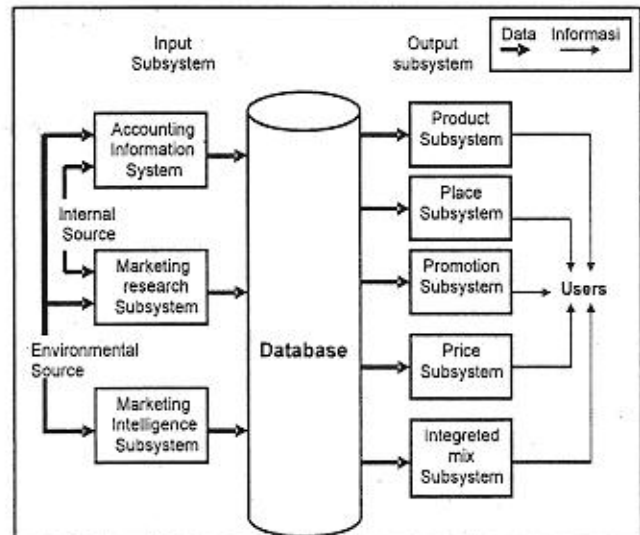 Input
Subsystem
Output
subsystem
Data
Informasi
Accounting
Information
System
Internal
Source
Marketing
research
Subsystem
Environmental
Source
Marketing
Intelligence
Subsystem
Database
Product
Subsystem
Place
Subsystem
Promotion
Subsystem
Price
Subsystem
Integreted
mix
Subsystem
Users